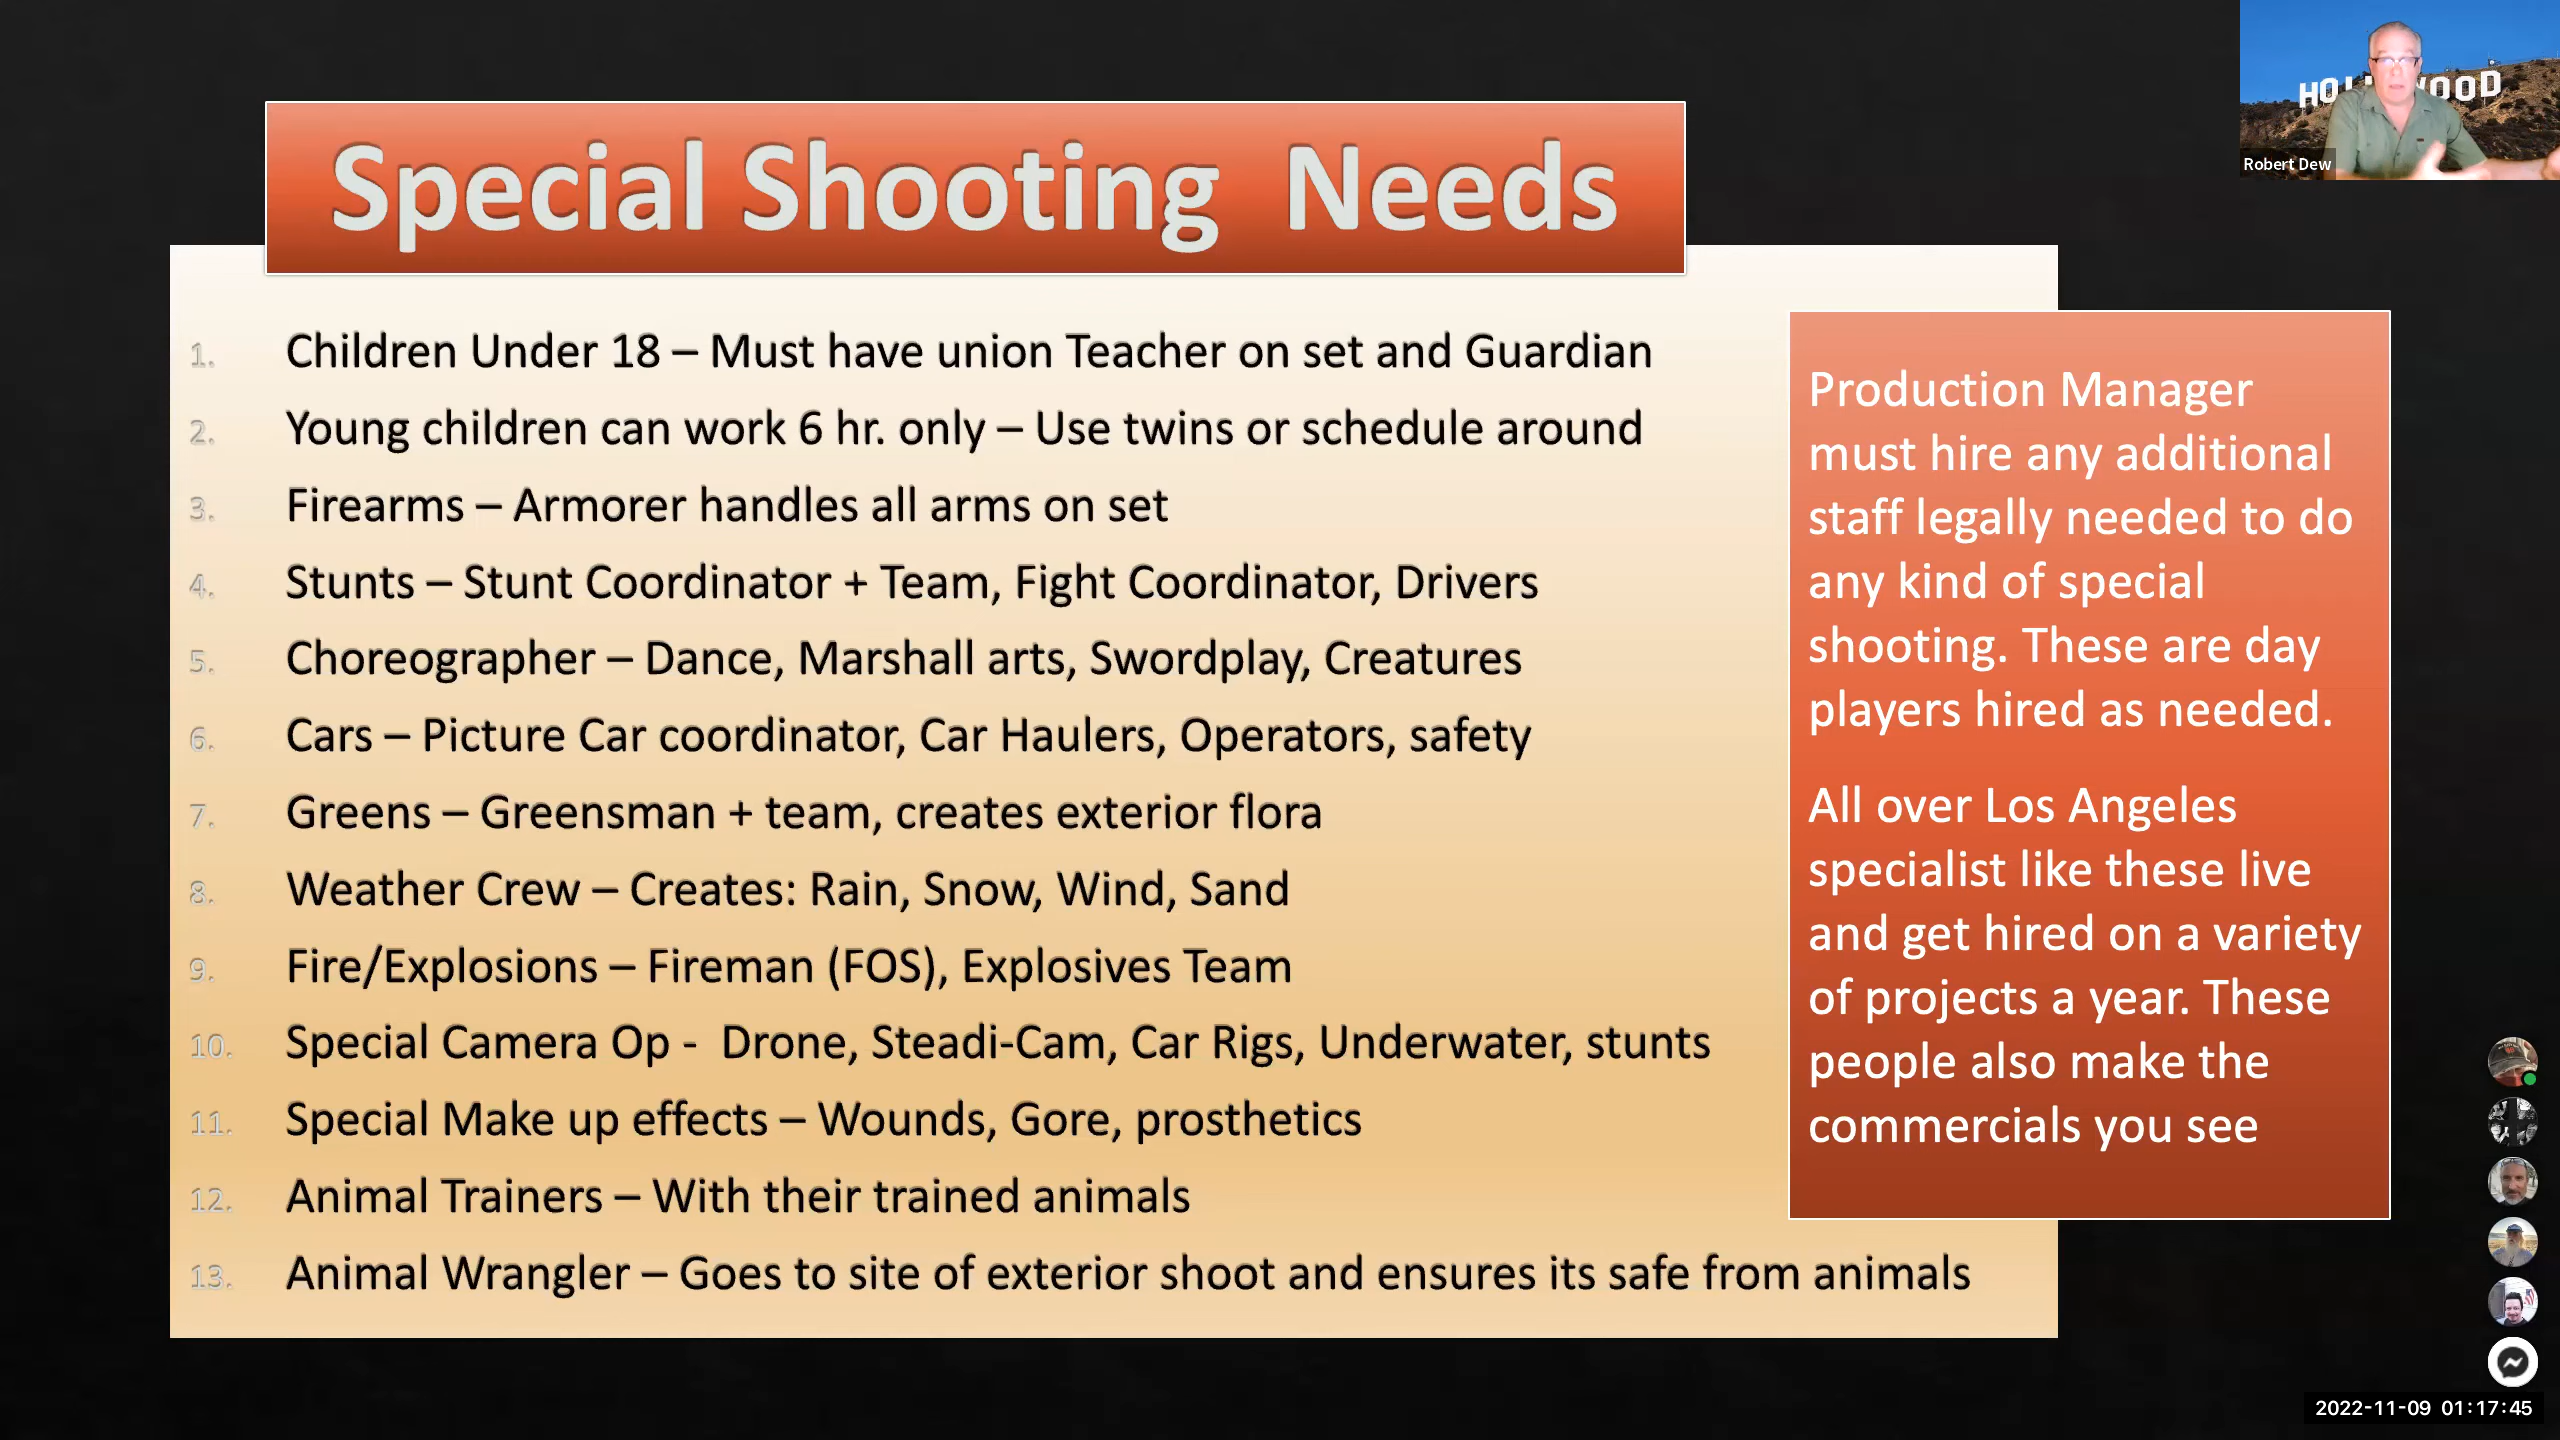 Special Shooting  Needs
1. Children Under 18 – Must have union Teacher on set and Guardian
2. Young children can work 6 hr. only – Use twins or schedule around
3. Firearms – Armorer handles all arms on set
4. Stunts – Stunt Coordinator + Team, Fight Coordinator, Drivers
5. Choreographer – Dance, Marshall arts, Swordplay, Creatures
6. Cars – Picture Car coordinator, Car Haulers, Operators, safety
7. Greens – Greensman + team, creates exterior flora
8. Weather Crew – Creates: Rain, Snow, Wind, Sand
9. Fire/Explosions – Fireman (FOS), Explosives Team
10. Special Camera Op -  Drone, Steadi-Cam, Car Rigs, Underwater, stunts
11. Special Make up effects – Wounds, Gore, prosthetics
12. Animal Trainers – With their trained animals
13. Animal Wrangler – Goes to site of exterior shoot and ensures its safe from animals
Production Manager
must hire any additional
staff legally needed to do
any kind of special
shooting. These are day
players hired as needed.
All over Los Angeles
specialist like these live
and get hired on a variety
of projects a year. These
people also make the
commercials you see
Robert Dew
2022-11-09 01:17:45